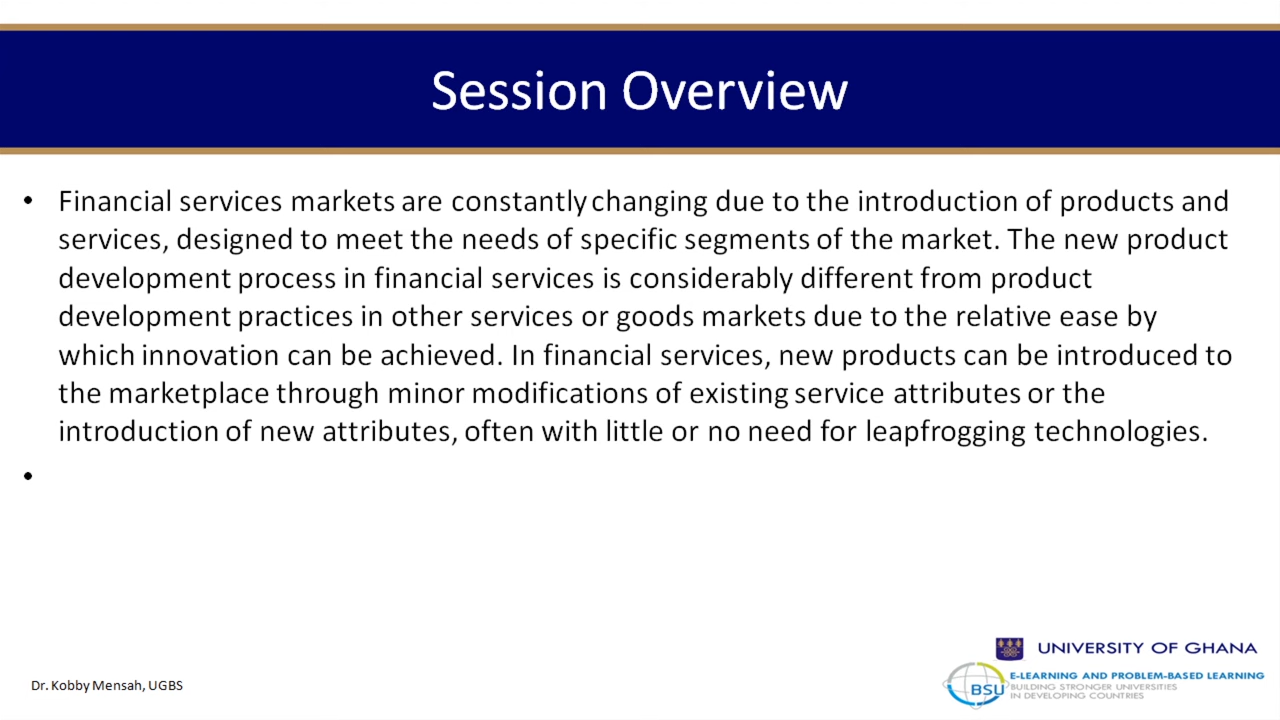 Session Overview
• Financial services markets are constantly changing due to the introduction of products and
services, designed to meet the needs of specific segments of the market. The new product
development process in financial services is considerably different from product
development practices in other services or goods markets due to the relative ease by
which innovation can be achieved. In financial services, new products can be introduced to
the marketplace through minor modifications of existing service attributes or the
introduction of new attributes, often with little or no need for leapfrogging technologies.
•
Dr. Kobby Mensah, UGBS
UNIVERSITY OF GHANA
BSU
E-LEARNING AND PROBLEM-BASED LEARNING
BUILDING STRONGER UNIVERSITIES
IN DEVELOPING COUNTRIES